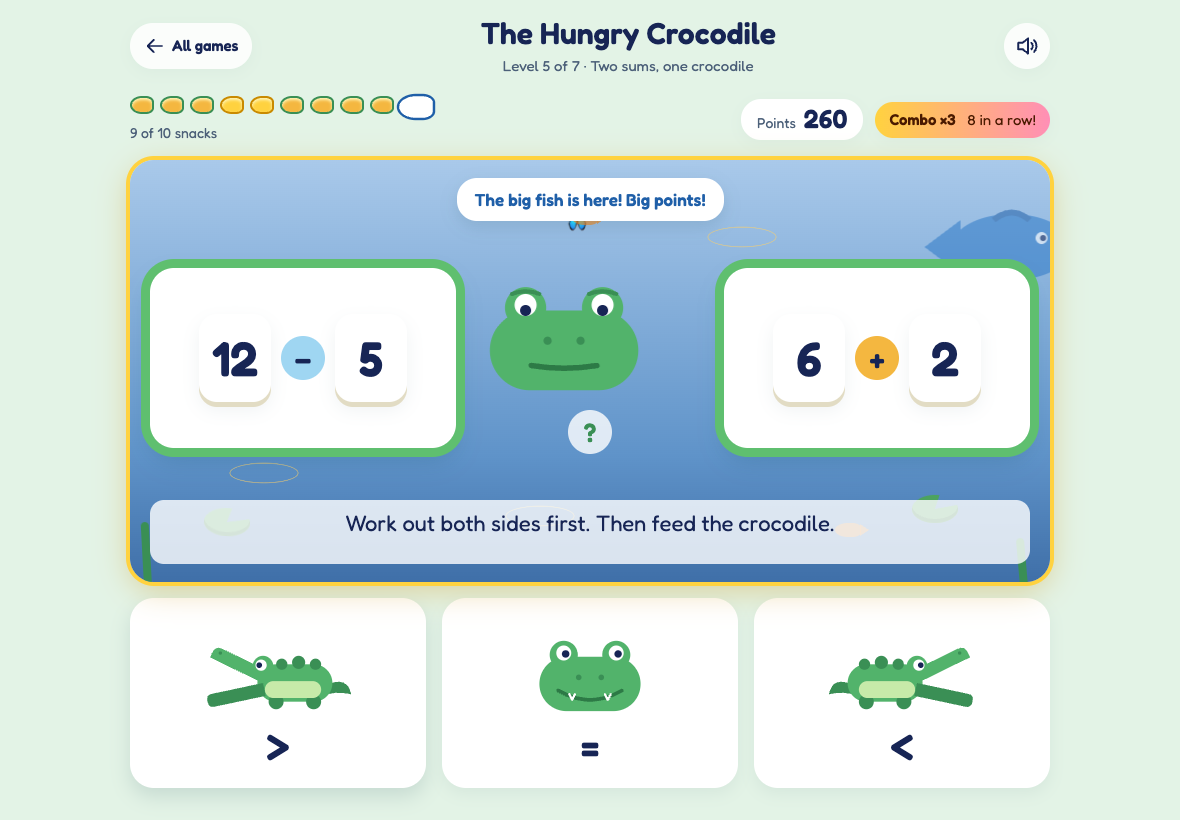 All games
The Hungry Crocodile
Level 5 of 7 · Two sums, one crocodile
9 of 10 snacks
Points 260
Combo ×3 8 in a row!
The big fish is here! Big points!
12 − 5
6 + 2
?
Work out both sides first. Then feed the crocodile.
>
=
<